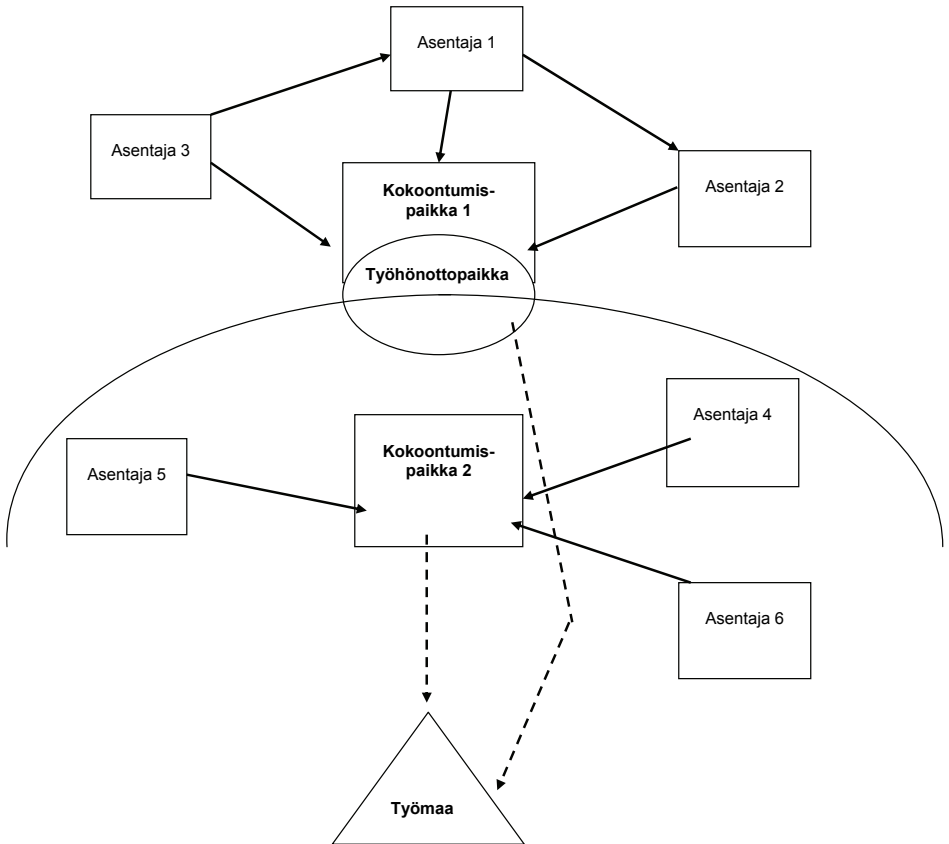 Asentaja 1
Asentaja 3
Asentaja 2
Kokoontumis-
paikka 1
Työhönottopaikka
Asentaja 4
Kokoontumis-
paikka 2
Asentaja 5
Asentaja 6
Työmaa